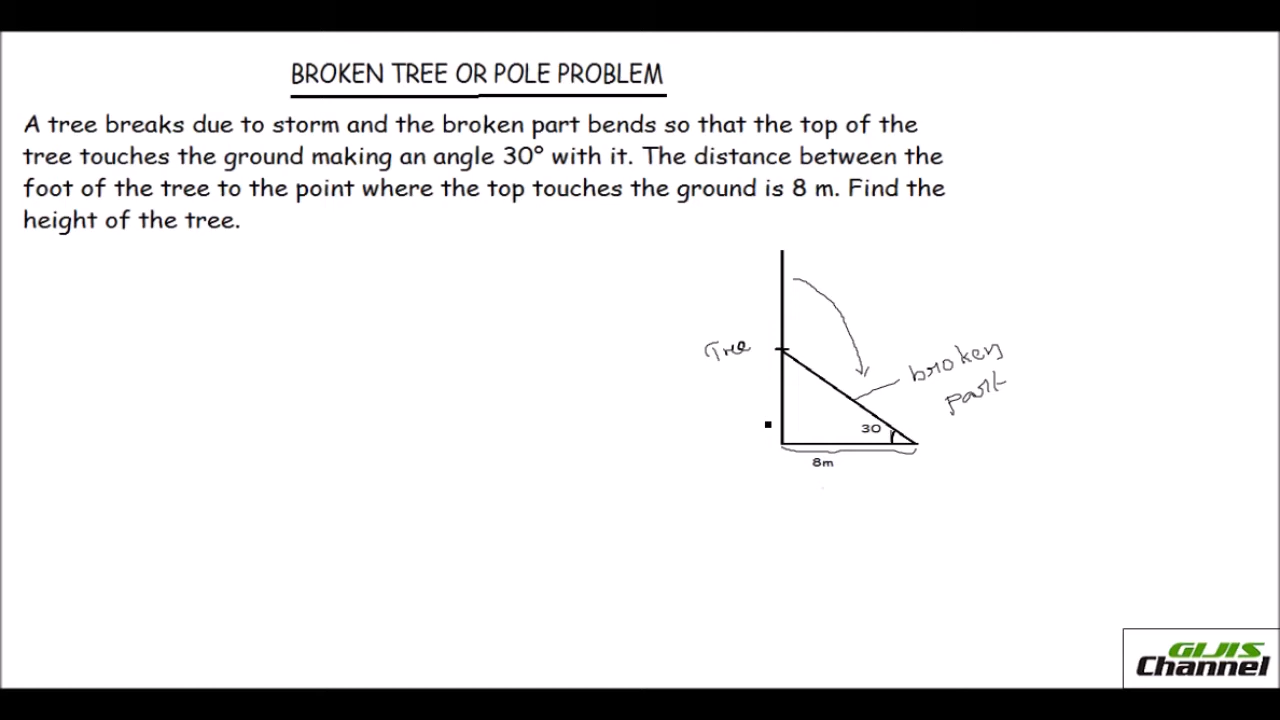 BROKEN TREE OR POLE PROBLEM
A tree breaks due to storm and the broken part bends so that the top of the
tree touches the ground making an angle 30° with it. The distance between the
foot of the tree to the point where the top touches the ground is 8 m. Find the
height of the tree.
Tree
broken
part
30
8m
GIJIS
Channel